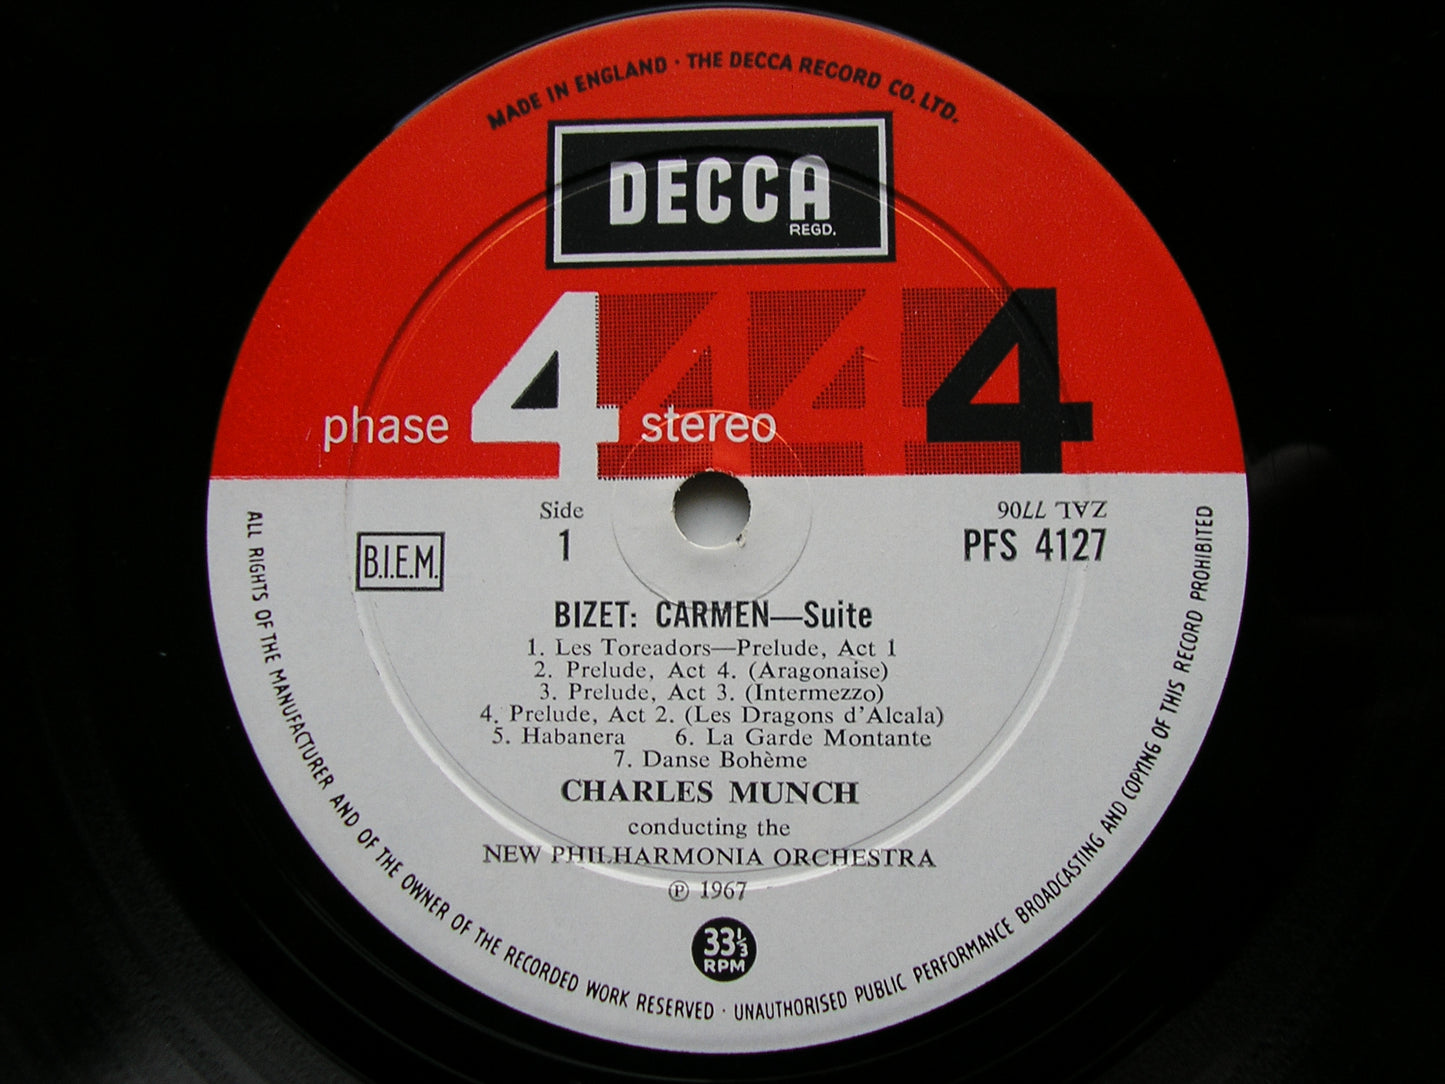 MADE IN ENGLAND · THE DECCA RECORD CO. LTD.
DECCA
REGD.
phase 4 stereo 4 4 4
Side
1
B.I.E.M.
ZAL 7706
PFS 4127
BIZET: CARMEN—Suite
1. Les Toreadors—Prelude, Act 1
2. Prelude, Act 4. (Aragonaise)
3. Prelude, Act 3. (Intermezzo)
4. Prelude, Act 2. (Les Dragons d'Alcala)
5. Habanera 6. La Garde Montante
7. Danse Bohème
CHARLES MUNCH
conducting the
NEW PHILHARMONIA ORCHESTRA
℗ 1967
33⅓
RPM
ALL RIGHTS OF THE MANUFACTURER AND OF THE OWNER OF THE RECORDED WORK RESERVED · UNAUTHORISED PUBLIC PERFORMANCE BROADCASTING AND COPYING OF THIS RECORD PROHIBITED